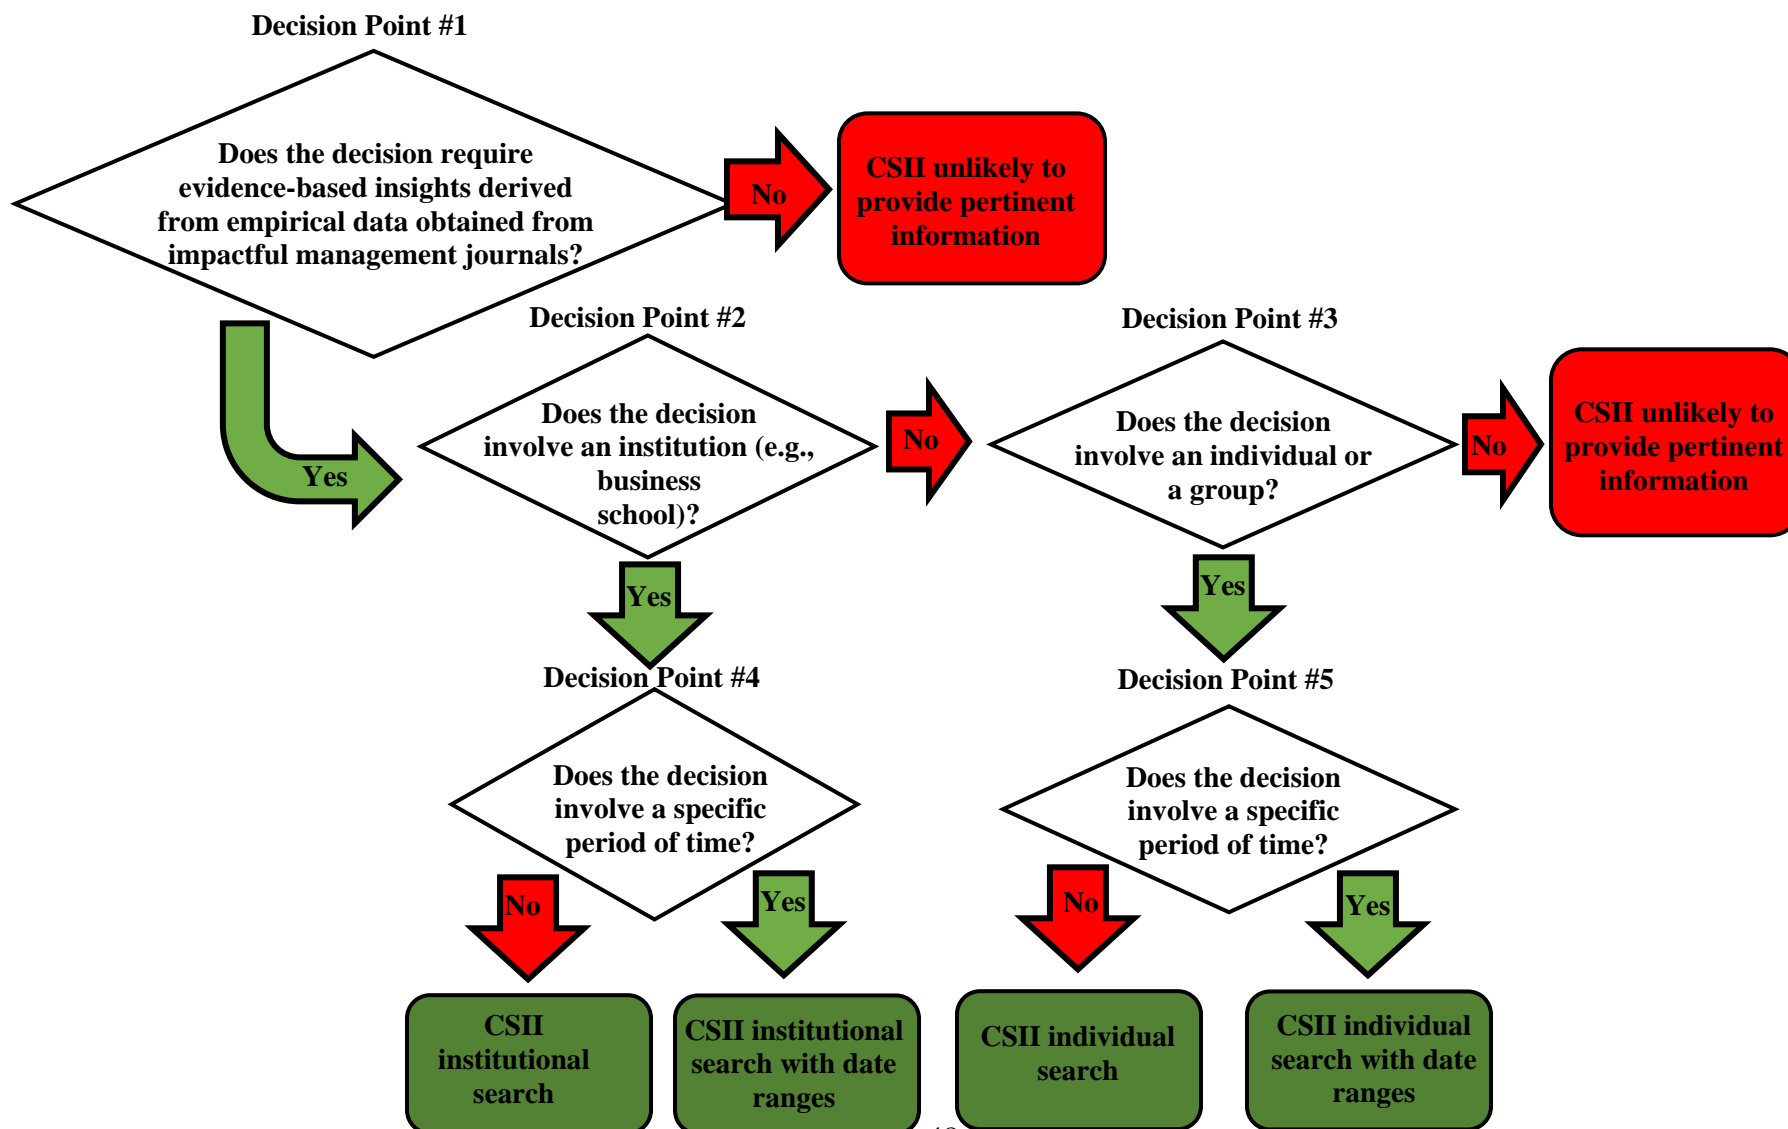 Decision Point #1
Does the decision require
evidence-based insights derived
from empirical data obtained from
impactful management journals?
No
CSII unlikely to
provide pertinent
information
Yes
Decision Point #2
Does the decision
involve an institution (e.g.,
business
school)?
No
Decision Point #3
Does the decision
involve an individual or
a group?
No
CSII unlikely to
provide pertinent
information
Yes
Yes
Decision Point #4
Does the decision
involve a specific
period of time?
Decision Point #5
Does the decision
involve a specific
period of time?
No
Yes
No
Yes
CSII
institutional
search
CSII institutional
search with date
ranges
CSII individual
search
CSII individual
search with date
ranges